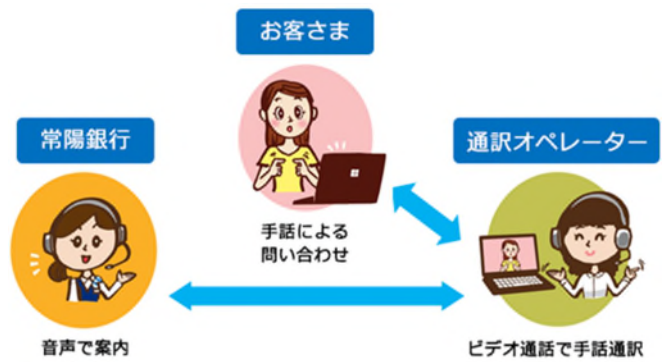 お客さま
常陽銀行
通訳オペレーター
手話による
問い合わせ
音声で案内
ビデオ通話で手話通訳